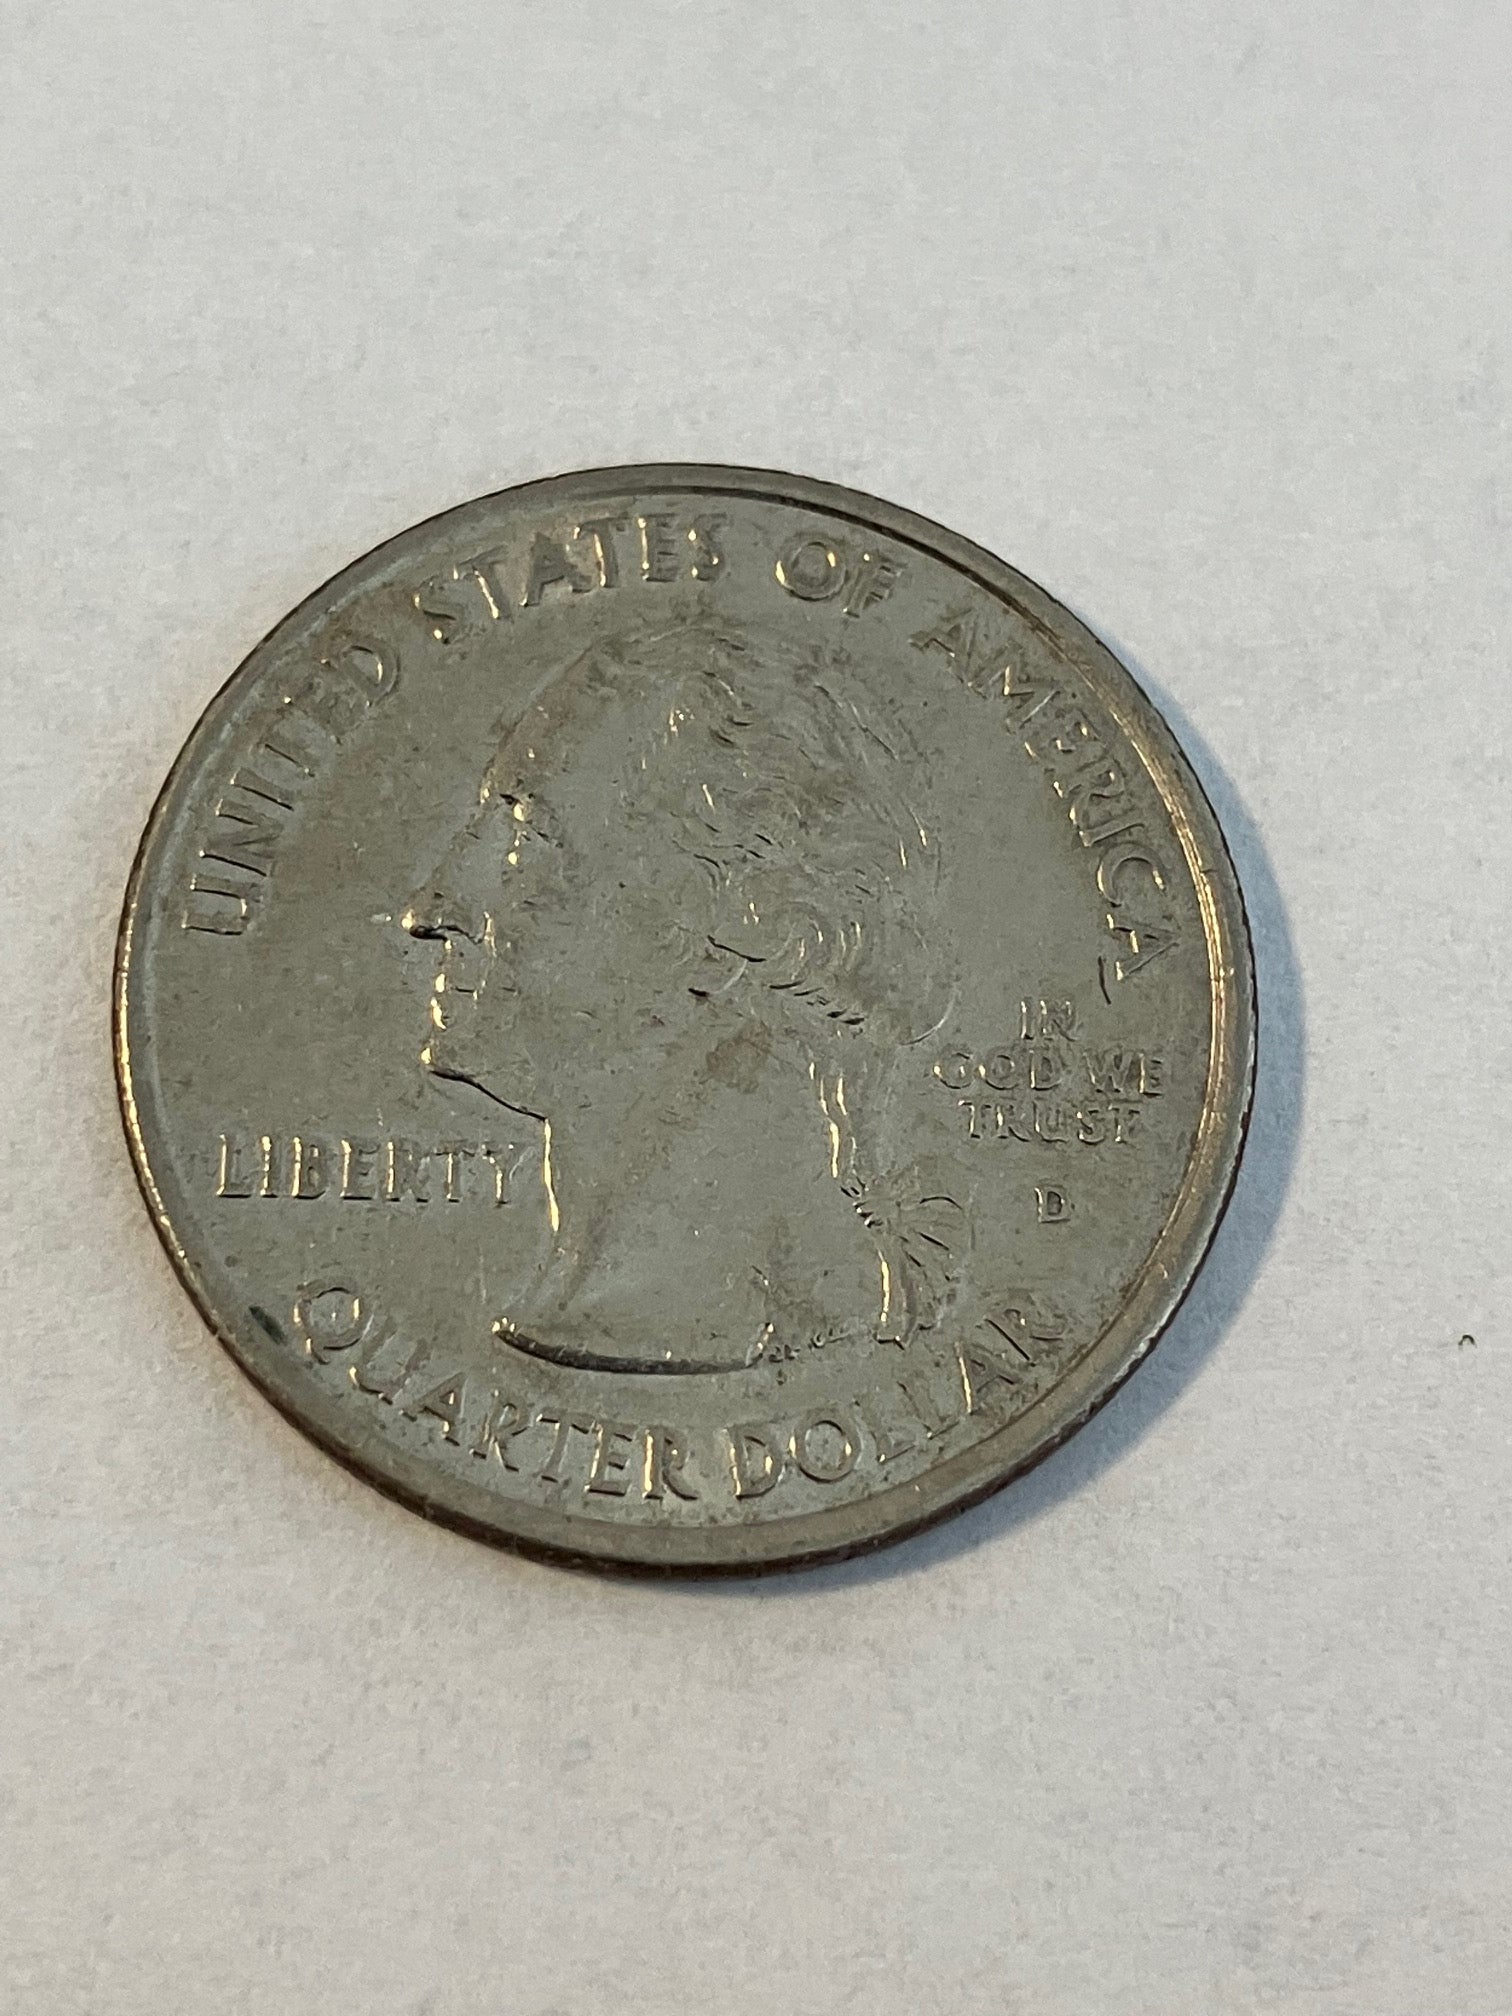 UNITED STATES OF AMERICA
LIBERTY
IN
GOD WE
TRUST
D
QUARTER DOLLAR